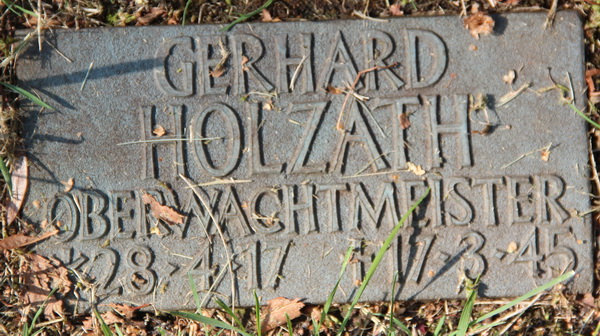 GERHARD
HOLZATH
OBERWACHTMEISTER
*28·4·17 †17·3·45